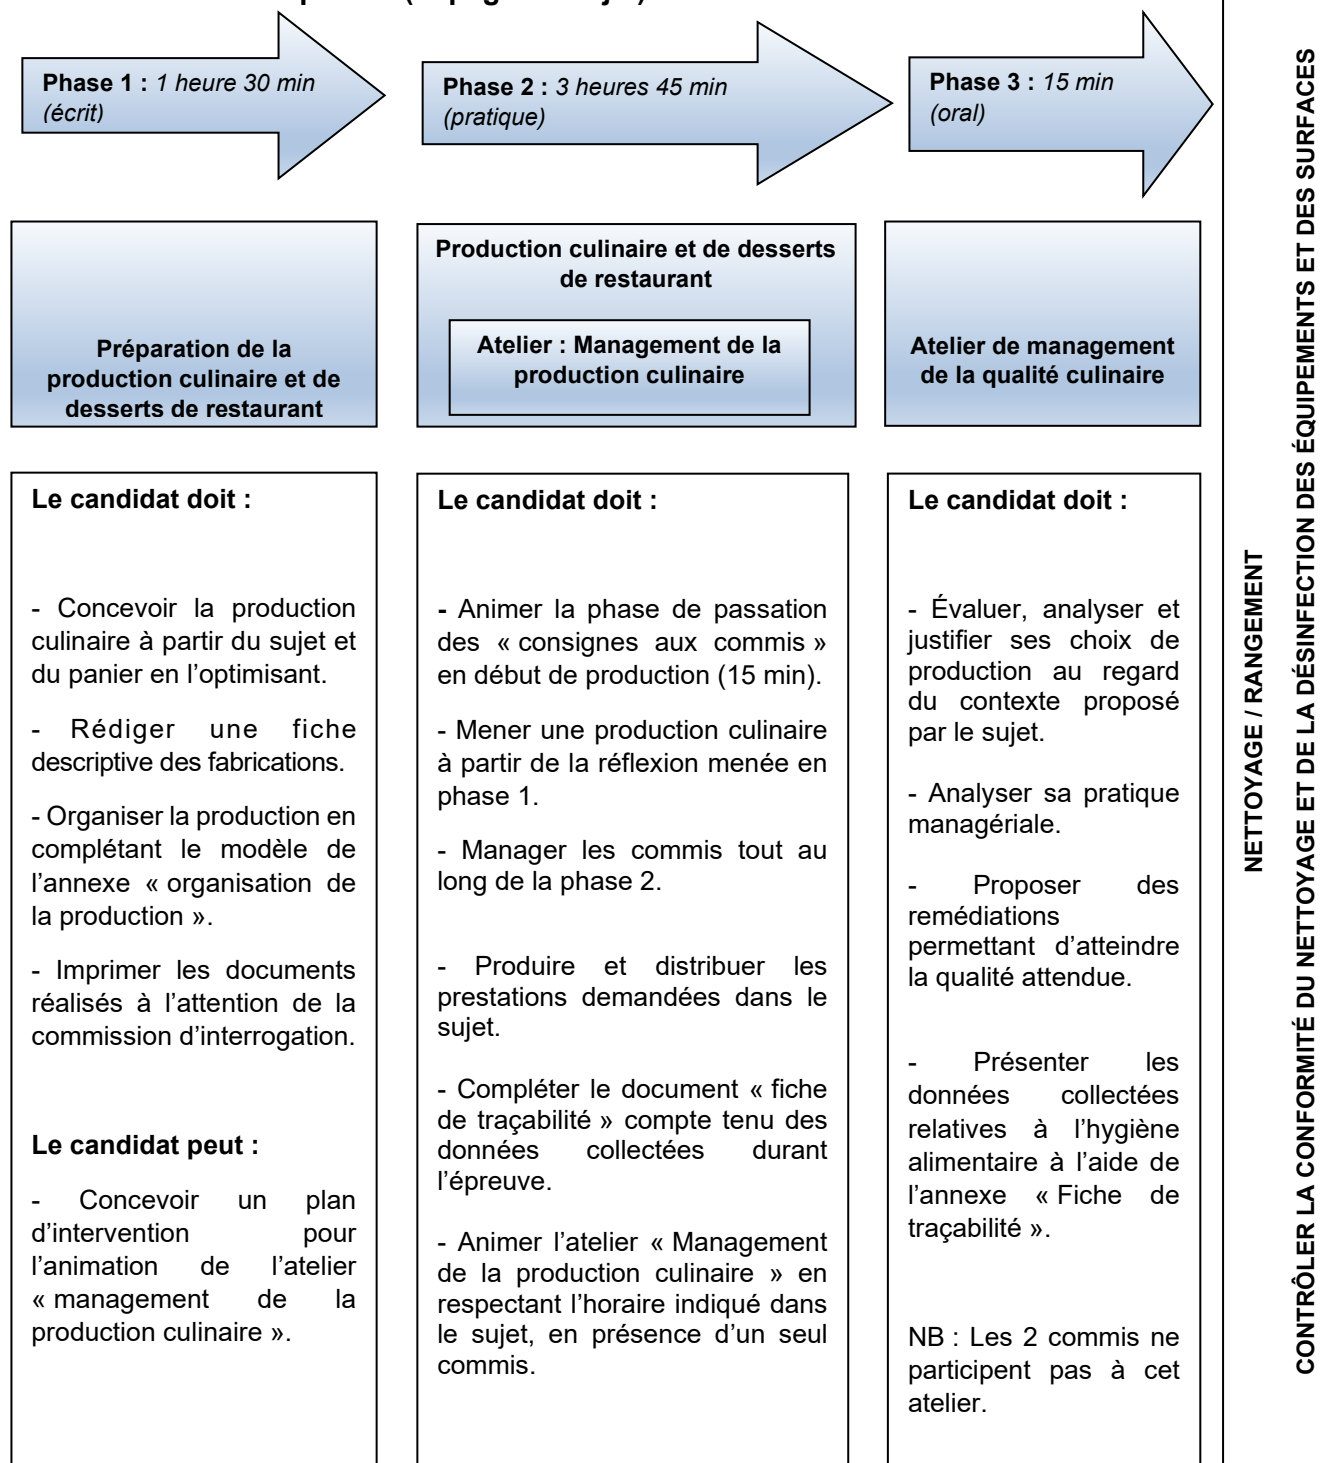 Phase 1 : 1 heure 30 min
(écrit)
Phase 2 : 3 heures 45 min
(pratique)
Phase 3 : 15 min
(oral)
Préparation de la
production culinaire et de
desserts de restaurant
Production culinaire et de desserts
de restaurant
Atelier : Management de la
production culinaire
Atelier de management
de la qualité culinaire
Le candidat doit :
- Concevoir la production
culinaire à partir du sujet et
du panier en l’optimisant.
- Rédiger une fiche
descriptive des fabrications.
- Organiser la production en
complétant le modèle de
l’annexe « organisation de
la production ».
- Imprimer les documents
réalisés à l’attention de la
commission d’interrogation.
Le candidat peut :
- Concevoir un plan
d’intervention pour
l’animation de l’atelier
« management de la
production culinaire ».
Le candidat doit :
- Animer la phase de passation
des « consignes aux commis »
en début de production (15 min).
- Mener une production culinaire
à partir de la réflexion menée en
phase 1.
- Manager les commis tout au
long de la phase 2.
- Produire et distribuer les
prestations demandées dans le
sujet.
- Compléter le document « fiche
de traçabilité » compte tenu des
données collectées durant
l’épreuve.
- Animer l’atelier « Management
de la production culinaire » en
respectant l’horaire indiqué dans
le sujet, en présence d’un seul
commis.
Le candidat doit :
- Évaluer, analyser et
justifier ses choix de
production au regard
du contexte proposé
par le sujet.
- Analyser sa pratique
managériale.
- Proposer des
remédiations
permettant d’atteindre
la qualité attendue.
- Présenter les
données collectées
relatives à l’hygiène
alimentaire à l’aide de
l’annexe « Fiche de
traçabilité ».
NB : Les 2 commis ne
participent pas à cet
atelier.
NETTOYAGE / RANGEMENT
CONTRÔLER LA CONFORMITÉ DU NETTOYAGE ET DE LA DÉSINFECTION DES ÉQUIPEMENTS ET DES SURFACES